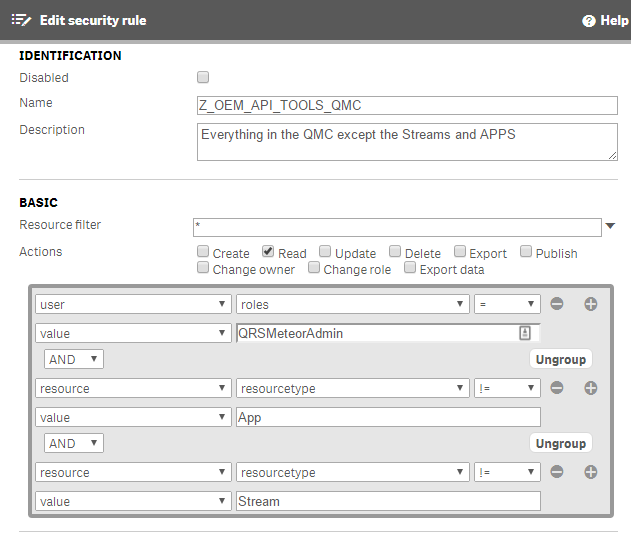 Edit security rule ? Help
IDENTIFICATION
Disabled
Name Z_OEM_API_TOOLS_QMC
Description Everything in the QMC except the Streams and APPS
BASIC
Resource filter *
Actions Create Read Update Delete Export Publish
Change owner Change role Export data
user roles =
value QRSMeteorAdmin
AND Ungroup
resource resourcetype !=
value App
AND Ungroup
resource resourcetype !=
value Stream